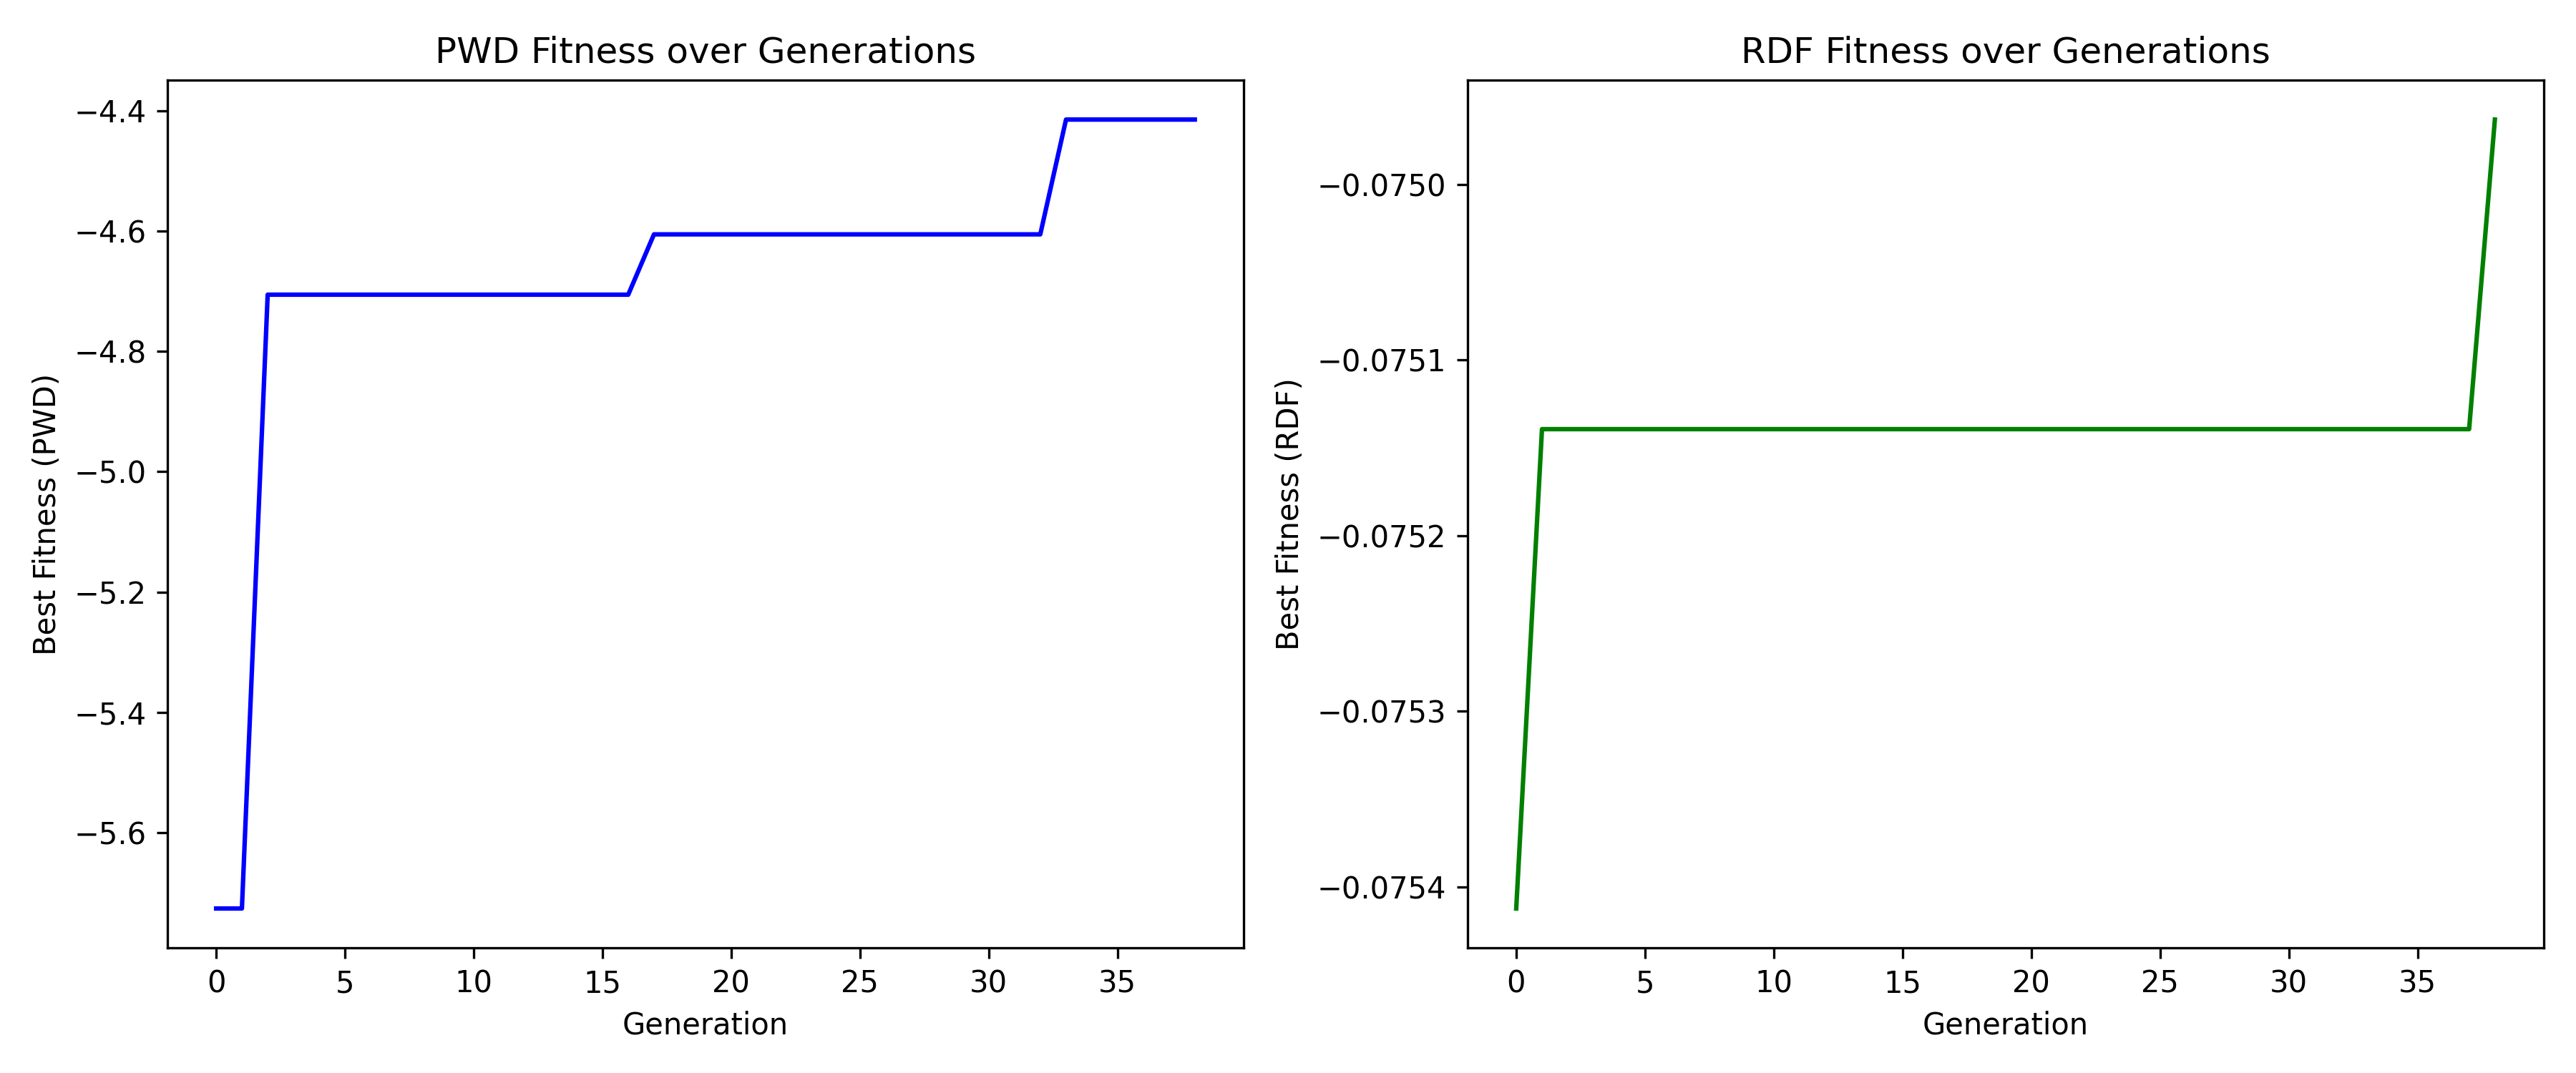 PWD Fitness over Generations
Best Fitness (PWD)
−4.4
−4.6
−4.8
−5.0
−5.2
−5.4
−5.6
0 5 10 15 20 25 30 35
Generation
RDF Fitness over Generations
Best Fitness (RDF)
−0.0750
−0.0751
−0.0752
−0.0753
−0.0754
0 5 10 15 20 25 30 35
Generation